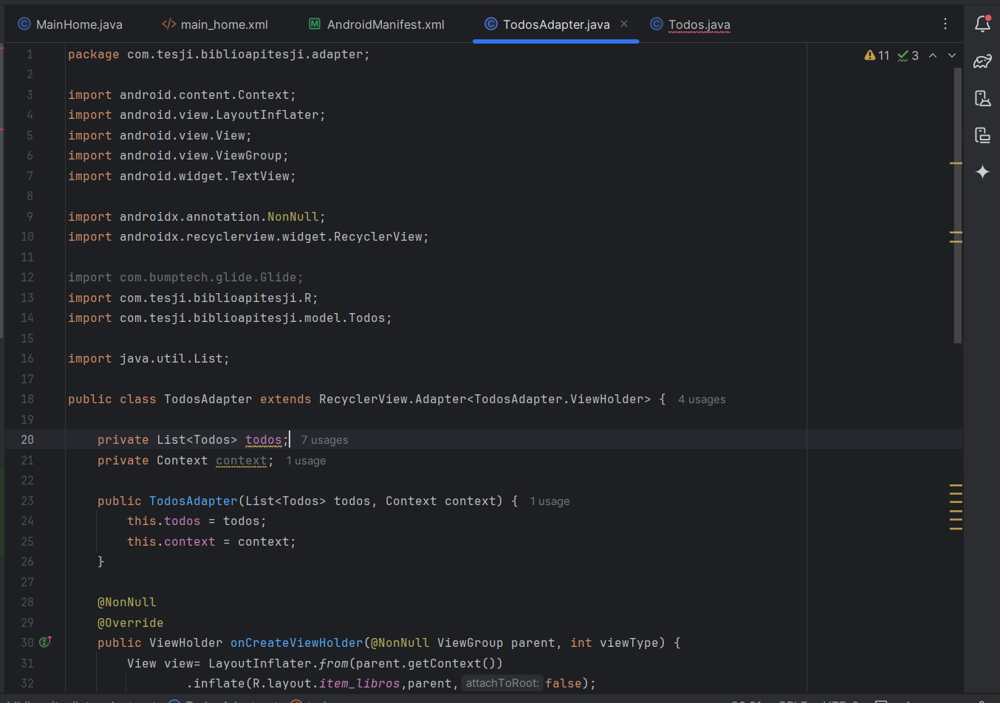 MainHome.java main_home.xml AndroidManifest.xml TodosAdapter.java Todos.java
11 3
1 package com.tesji.biblioapitesji.adapter;
2
3 import android.content.Context;
4 import android.view.LayoutInflater;
5 import android.view.View;
6 import android.view.ViewGroup;
7 import android.widget.TextView;
8
9 import androidx.annotation.NonNull;
10 import androidx.recyclerview.widget.RecyclerView;
11
12 import com.bumptech.glide.Glide;
13 import com.tesji.biblioapitesji.R;
14 import com.tesji.biblioapitesji.model.Todos;
15
16 import java.util.List;
17
18 public class TodosAdapter extends RecyclerView.Adapter<TodosAdapter.ViewHolder> { 4 usages
19
20 private List<Todos> todos; 7 usages
21 private Context context; 1 usage
22
23 public TodosAdapter(List<Todos> todos, Context context) { 1 usage
24 this.todos = todos;
25 this.context = context;
26 }
27
28 @NonNull
29 @Override
30 public ViewHolder onCreateViewHolder(@NonNull ViewGroup parent, int viewType) {
31 View view= LayoutInflater.from(parent.getContext())
32 .inflate(R.layout.item_libros,parent, attachToRoot: false);